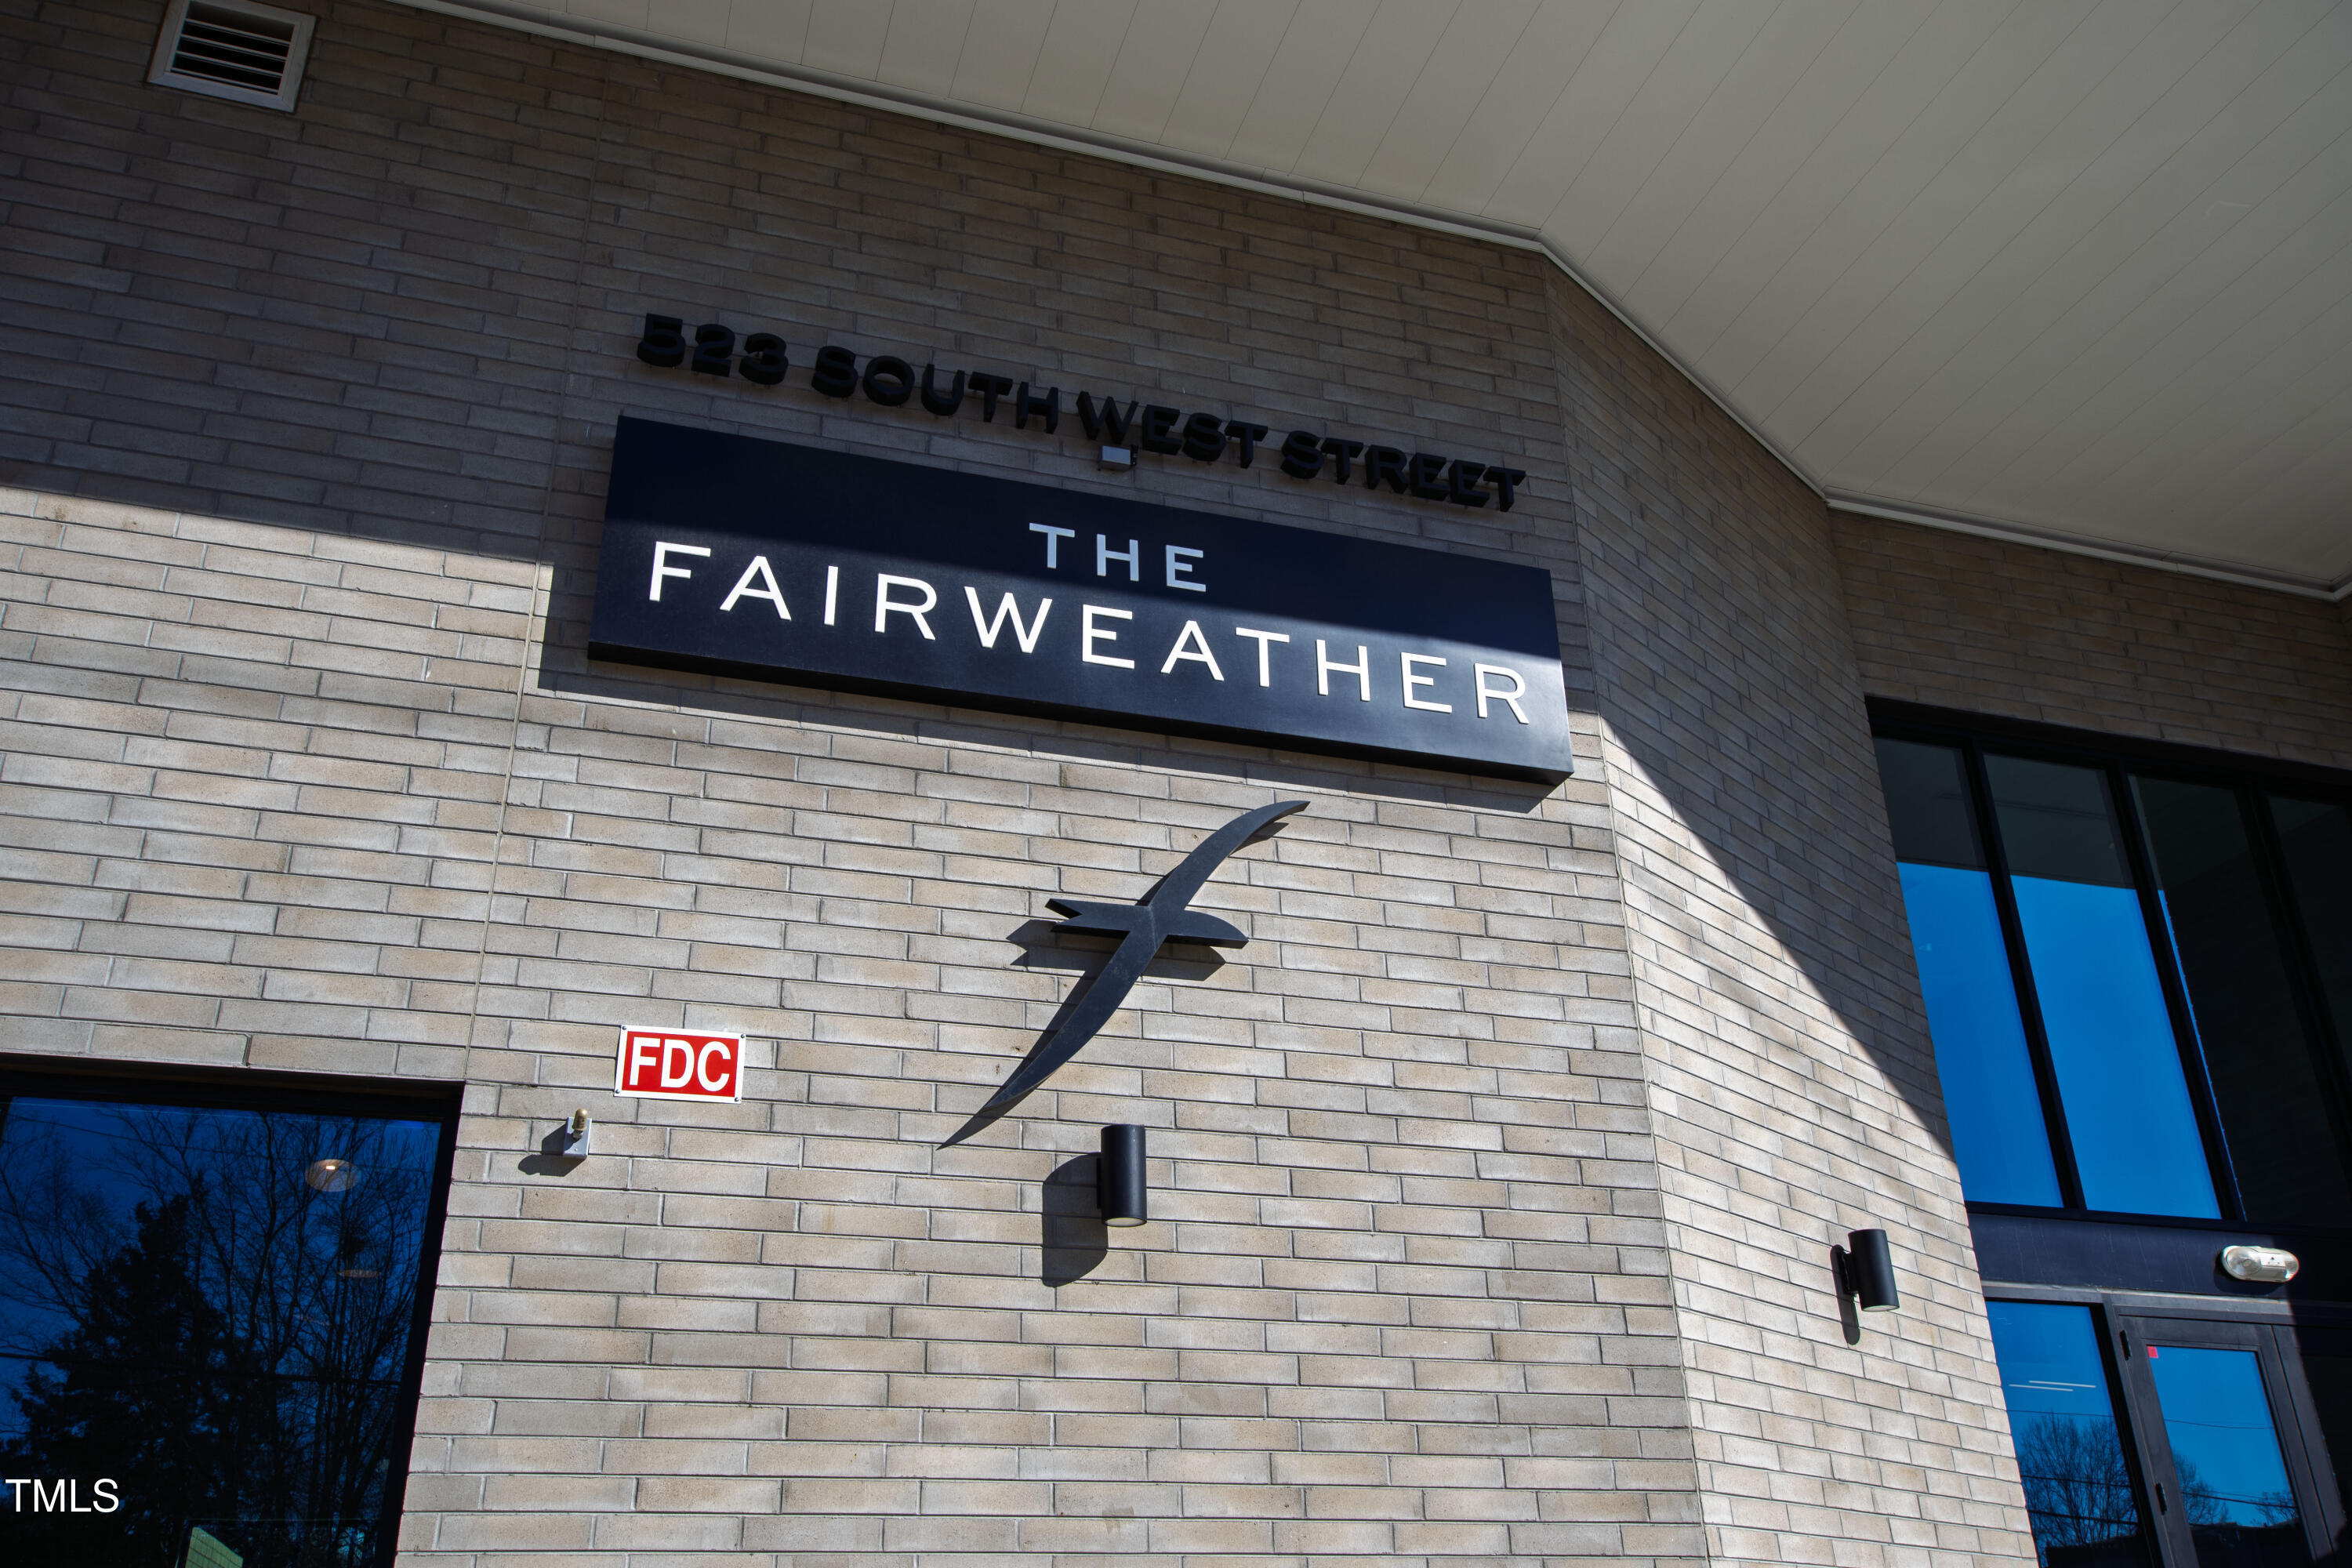 523 SOUTH WEST STREET
THE
FAIRWEATHER
FDC
TMLS